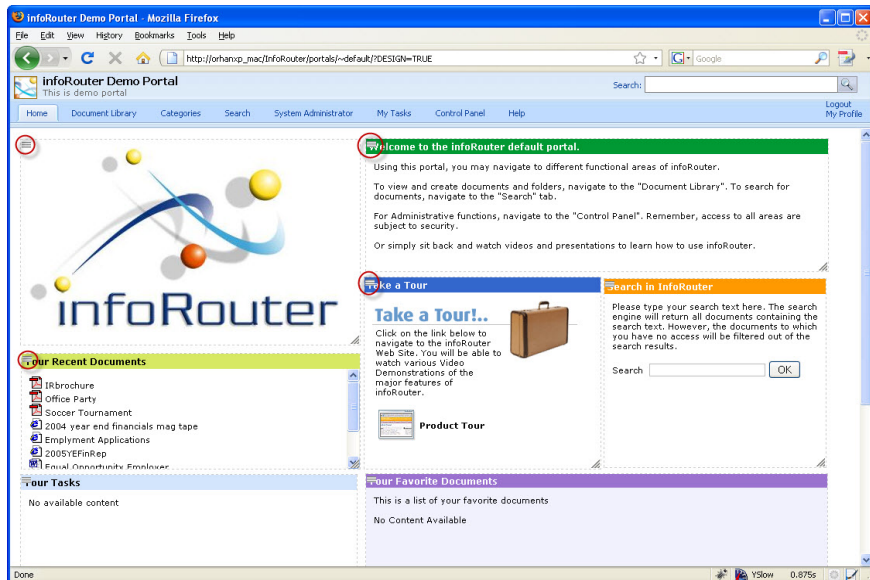 infoRouter Demo Portal - Mozilla Firefox
File Edit View History Bookmarks Tools Help
http://orhanxp_mac/InfoRouter/portals/~default/?DESIGN=TRUE
Google
infoRouter Demo Portal
This is demo portal
Search:
Home Document Library Categories Search System Administrator My Tasks Control Panel Help
Logout
My Profile
infoRouter
Welcome to the infoRouter default portal.
Using this portal, you may navigate to different functional areas of infoRouter.
To view and create documents and folders, navigate to the "Document Library". To search for
documents, navigate to the "Search" tab.
For Administrative functions, navigate to the "Control Panel". Remember, access to all areas are
subject to security.
Or simply sit back and watch videos and presentations to learn how to use infoRouter.
Take a Tour
Take a Tour!..
Click on the link below to
navigate to the infoRouter
Web Site. You will be able to
watch various Video
Demonstrations of the
major features of
infoRouter.
Product Tour
Search in InfoRouter
Please type your search text here. The search
engine will return all documents containing the
search text. However, the documents to which
you have no access will be filtered out of the
search results.
Search OK
Your Recent Documents
IRbrochure
Office Party
Soccer Tournament
2004 year end financials mag tape
Emplyment Applications
2005YEFinRep
Equal Opportunity Employer
Your Tasks
No available content
Your Favorite Documents
This is a list of your favorite documents
No Content Available
Done
YSlow 0.875s